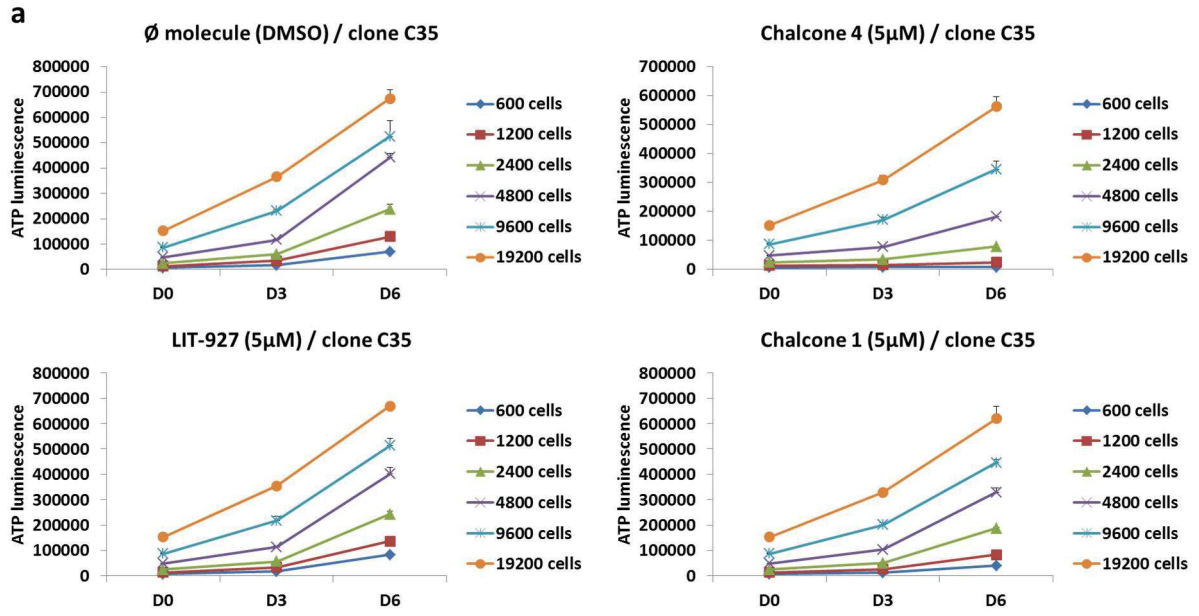 a
Ø molecule (DMSO) / clone C35
ATP luminescence
800000
700000
600000
500000
400000
300000
200000
100000
0
D0 D3 D6
600 cells
1200 cells
2400 cells
4800 cells
9600 cells
19200 cells
Chalcone 4 (5µM) / clone C35
ATP luminescence
700000
600000
500000
400000
300000
200000
100000
0
D0 D3 D6
600 cells
1200 cells
2400 cells
4800 cells
9600 cells
19200 cells
LIT-927 (5µM) / clone C35
ATP luminescence
800000
700000
600000
500000
400000
300000
200000
100000
0
D0 D3 D6
600 cells
1200 cells
2400 cells
4800 cells
9600 cells
19200 cells
Chalcone 1 (5µM) / clone C35
ATP luminescence
800000
700000
600000
500000
400000
300000
200000
100000
0
D0 D3 D6
600 cells
1200 cells
2400 cells
4800 cells
9600 cells
19200 cells